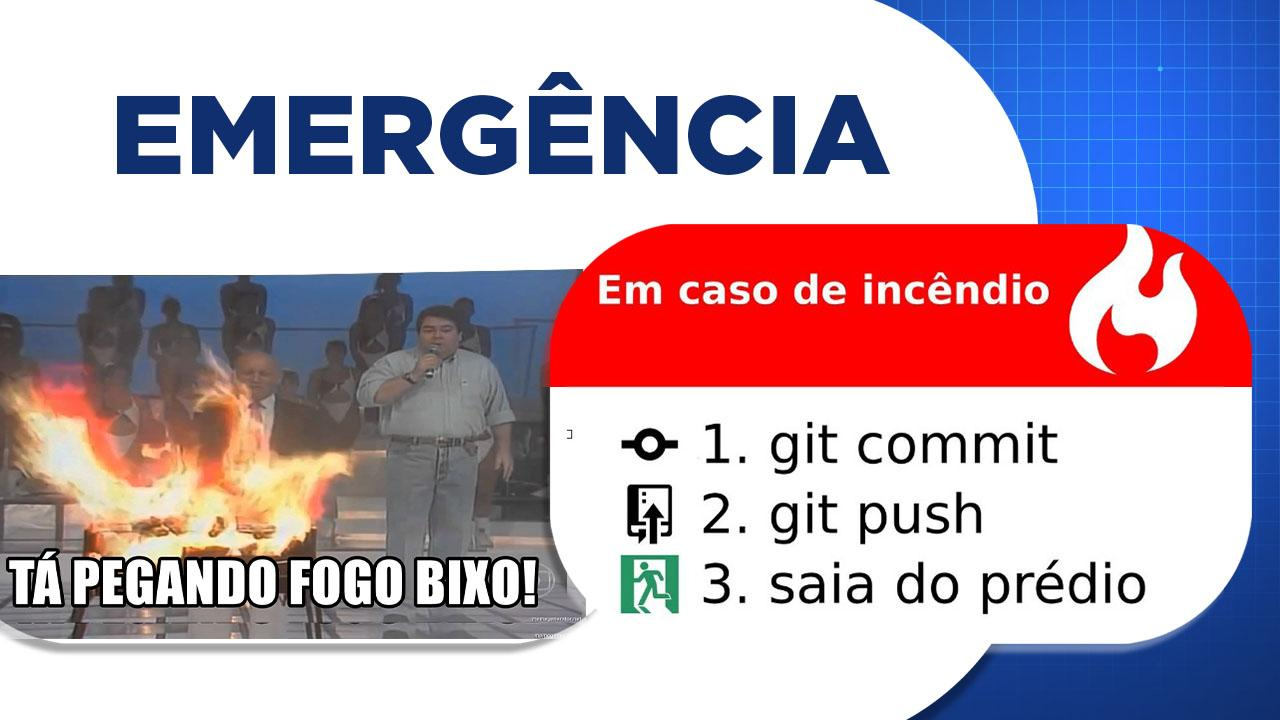 EMERGÊNCIA
Em caso de incêndio
1. git commit
2. git push
3. saia do prédio
TÁ PEGANDO FOGO BIXO!